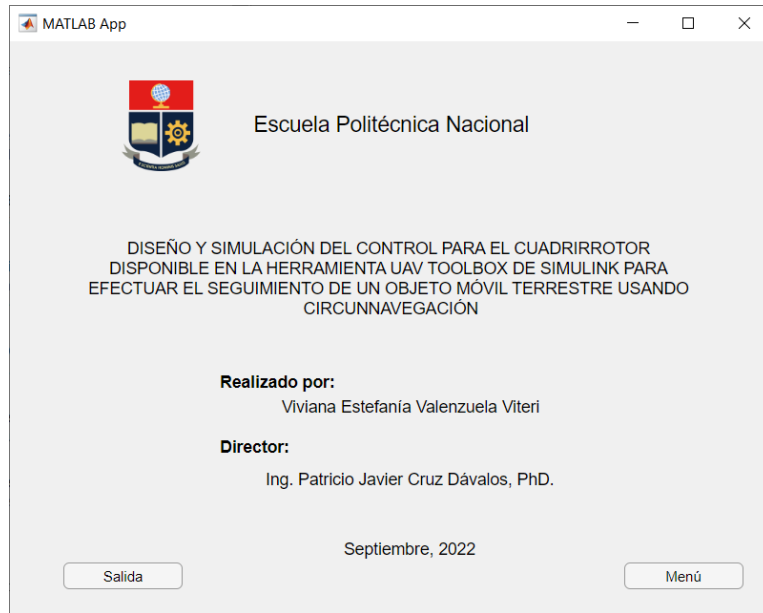 MATLAB App
Escuela Politécnica Nacional
DISEÑO Y SIMULACIÓN DEL CONTROL PARA EL CUADRIRROTOR
DISPONIBLE EN LA HERRAMIENTA UAV TOOLBOX DE SIMULINK PARA
EFECTUAR EL SEGUIMIENTO DE UN OBJETO MÓVIL TERRESTRE USANDO
CIRCUNNAVEGACIÓN
Realizado por:
Viviana Estefanía Valenzuela Viteri
Director:
Ing. Patricio Javier Cruz Dávalos, PhD.
Septiembre, 2022
Salida
Menú